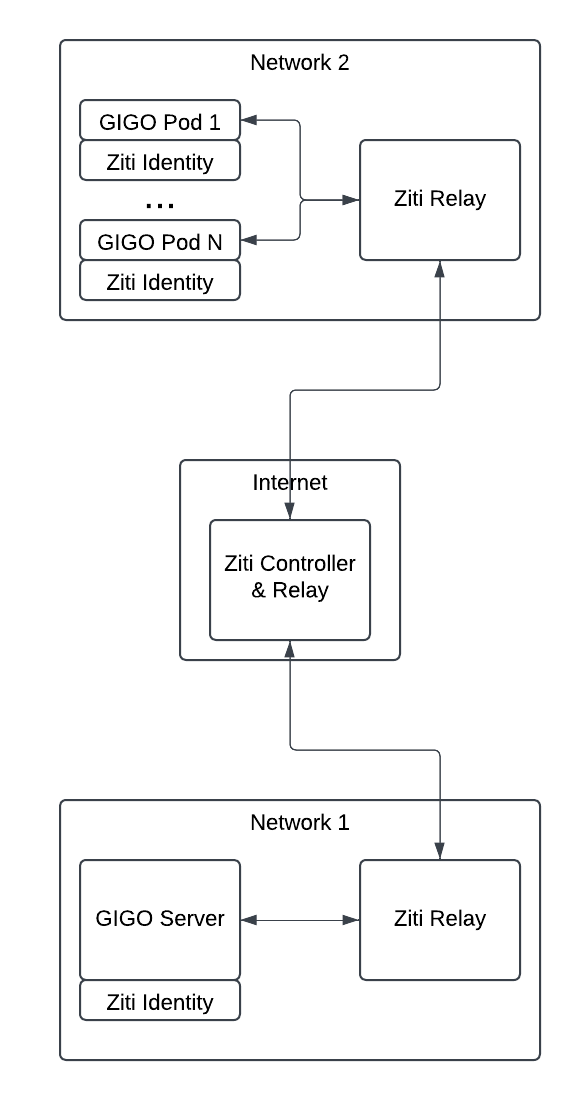 Network 2
GIGO Pod 1
Ziti Identity
...
GIGO Pod N
Ziti Identity
Ziti Relay
Internet
Ziti Controller
& Relay
Network 1
GIGO Server
Ziti Identity
Ziti Relay